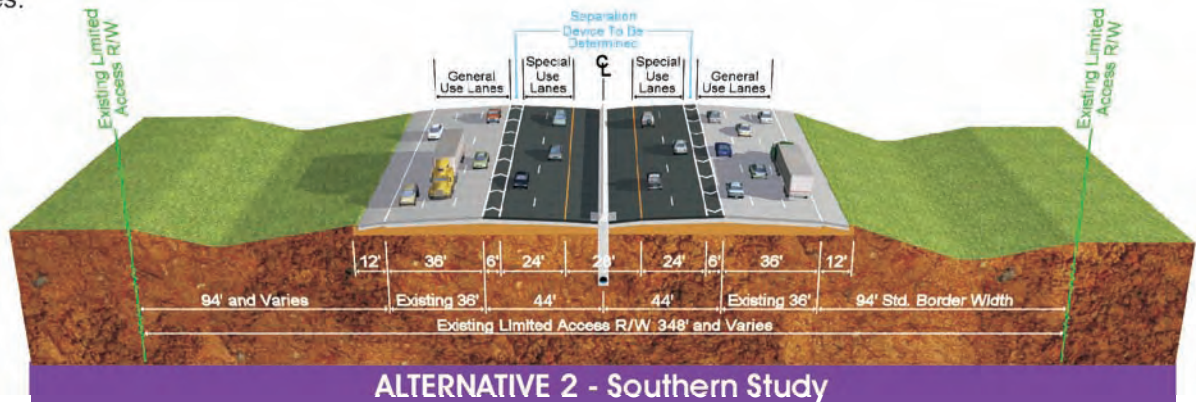 es.
Separation
Device To Be
Determined
Existing Limited
Access R/W
General
Use Lanes
Special
Use
Lanes
CL
Special
Use
Lanes
General
Use Lanes
Existing Limited
Access R/W
12' 36' 6' 24' 28' 24' 6' 36' 12'
94' and Varies Existing 36' 44' 44' Existing 36' 94' Std. Border Width
Existing Limited Access R/W 348' and Varies
ALTERNATIVE 2 - Southern Study